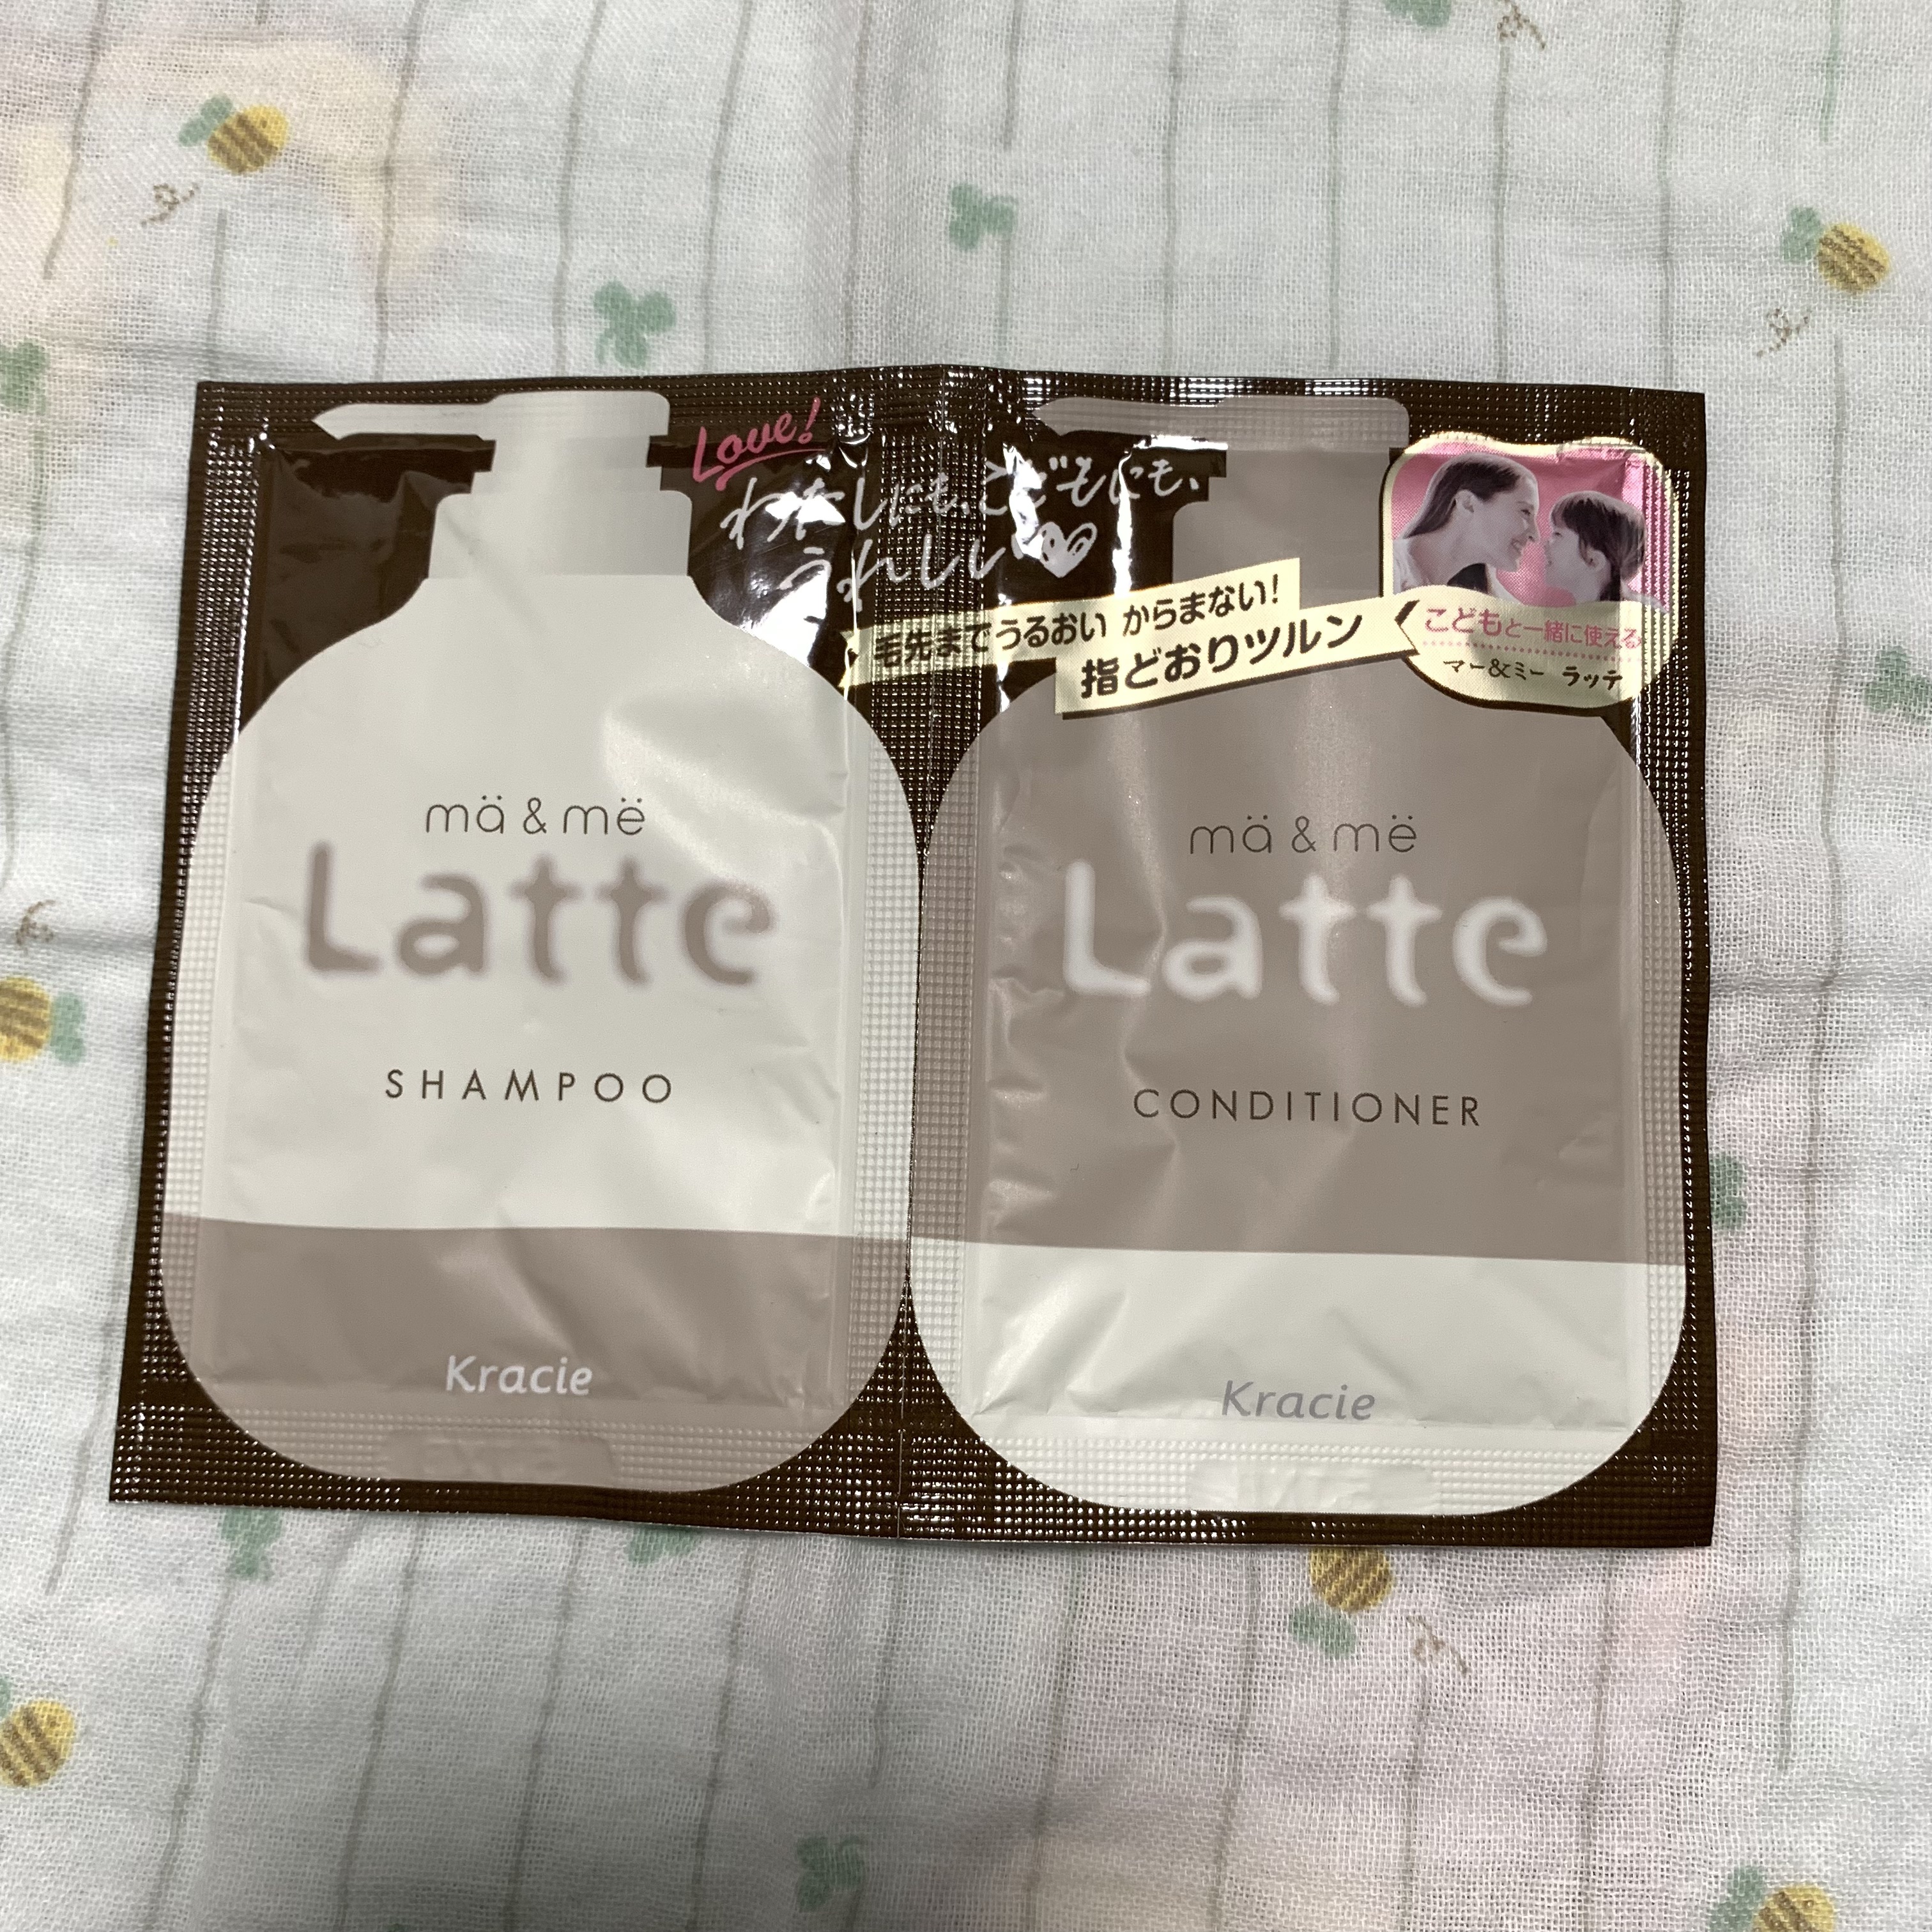 Love!
わたしにも、こどもにも、
うれしい
毛先までうるおい からまない!
指どおりツルン
こどもと一緒に使える
マー&ミー ラッテ
mä & më
Latte
SHAMPOO
Kracie
mä & më
Latte
CONDITIONER
Kracie